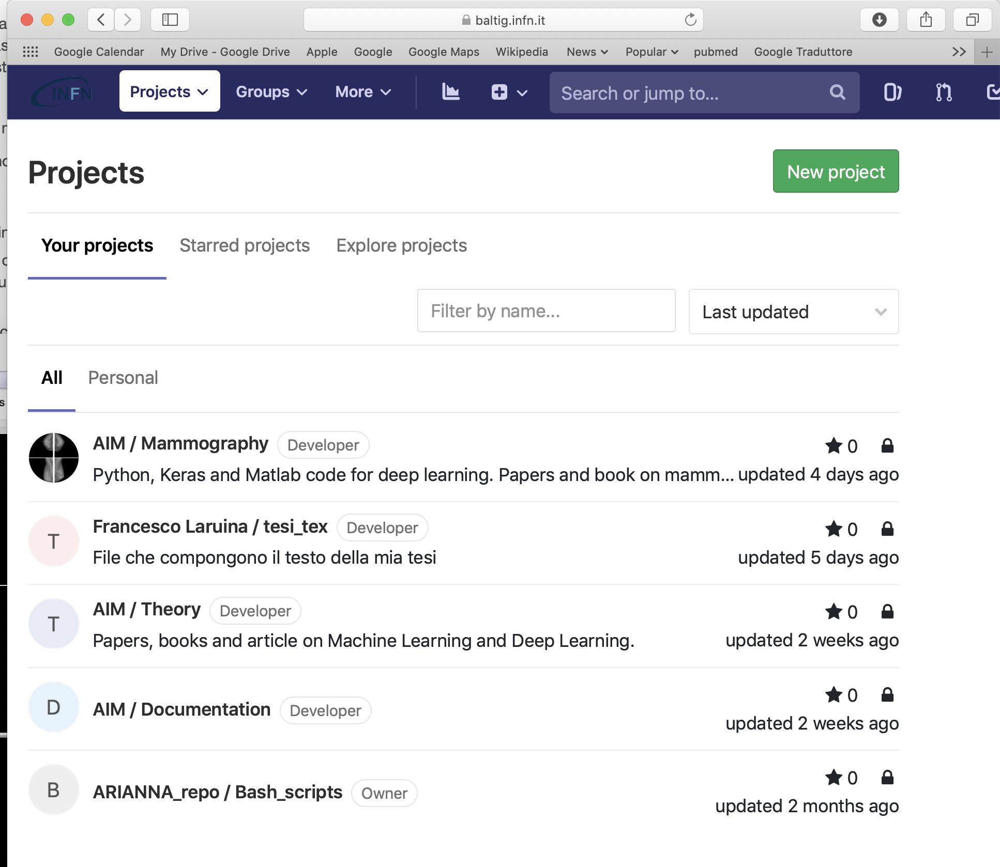 baltig.infn.it
Google Calendar My Drive - Google Drive Apple Google Google Maps Wikipedia News Popular pubmed Google Traduttore
INFN Projects Groups More Search or jump to...
Projects New project
Your projects Starred projects Explore projects
Filter by name... Last updated
All Personal
AIM / Mammography Developer 0
Python, Keras and Matlab code for deep learning. Papers and book on mamm... updated 4 days ago
T Francesco Laruina / tesi_tex Developer 0
File che compongono il testo della mia tesi updated 5 days ago
T AIM / Theory Developer 0
Papers, books and article on Machine Learning and Deep Learning. updated 2 weeks ago
D AIM / Documentation Developer 0
updated 2 weeks ago
B ARIANNA_repo / Bash_scripts Owner 0
updated 2 months ago